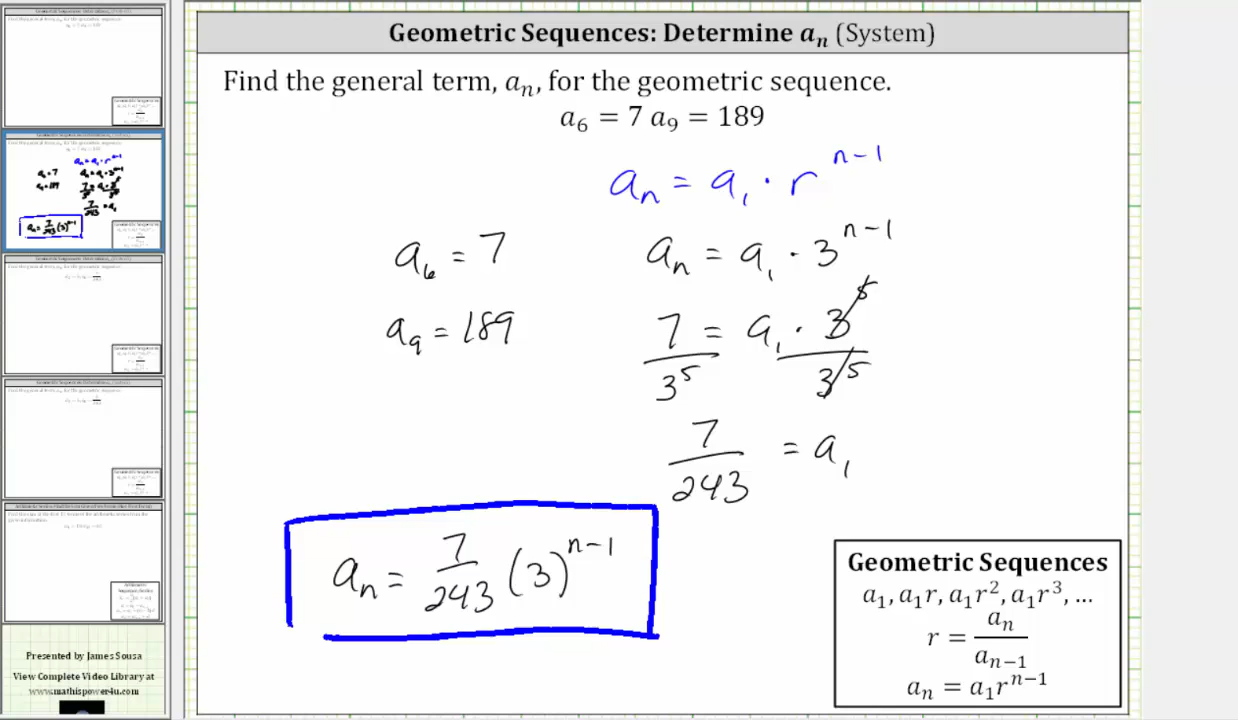 Geometric Sequences: Determine aₙ (System)
Find the general term, aₙ, for the geometric sequence.
a₆ = 7 a₉ = 189
aₙ = a₁ · r^(n-1)
a₆ = 7
aₙ = a₁ · 3^(n-1)
a₉ = 189
7/3⁵ = a₁ · 3⁵/3⁵
7/243 = a₁
aₙ = 7/243 (3)^(n-1)
Geometric Sequences
a₁, a₁r, a₁r², a₁r³, ...
r = aₙ/aₙ₋₁
aₙ = a₁rⁿ⁻¹
Presented by James Sousa
View Complete Video Library at
www.mathispower4u.com